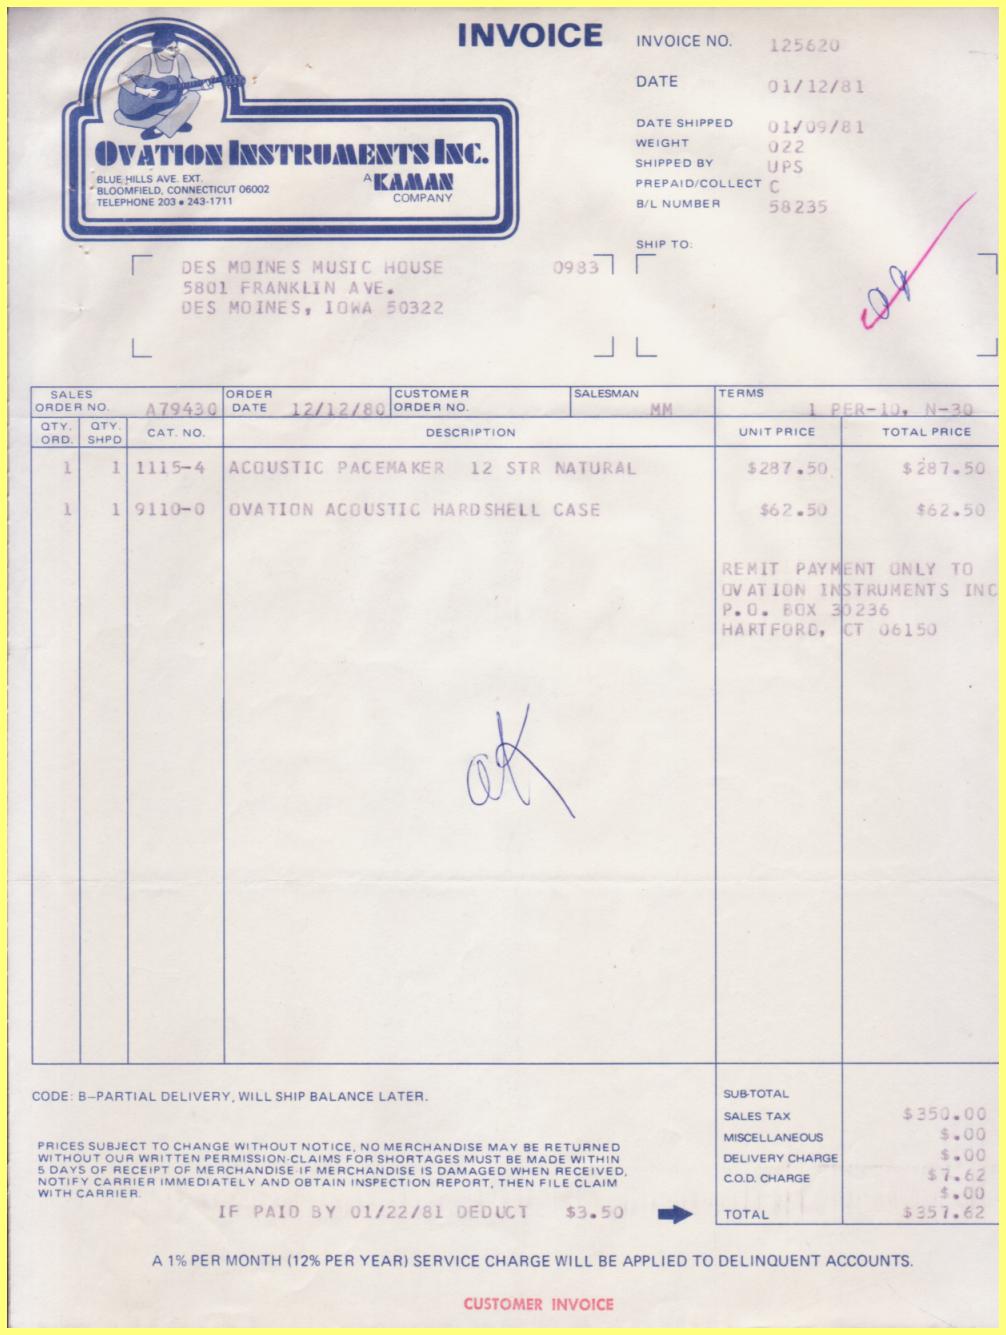 INVOICE
OVATION INSTRUMENTS INC.
BLUE HILLS AVE. EXT.
BLOOMFIELD, CONNECTICUT 06002
TELEPHONE 203 • 243-1711
A KAMAN
COMPANY
INVOICE NO. 125620
DATE 01/12/81
DATE SHIPPED 01/09/81
WEIGHT 022
SHIPPED BY UPS
PREPAID/COLLECT C
B/L NUMBER 58235
SHIP TO:
DES MOINES MUSIC HOUSE 0983
5801 FRANKLIN AVE.
DES MOINES, IOWA 50322
SALES ORDER NO. A79430 ORDER DATE 12/12/80 CUSTOMER ORDER NO. SALESMAN MM TERMS 1 PER-10, N-30
QTY. ORD. QTY. SHPD CAT. NO. DESCRIPTION UNIT PRICE TOTAL PRICE
1 1 1115-4 ACOUSTIC PACEMAKER 12 STR NATURAL $287.50 $287.50
1 1 9110-0 OVATION ACOUSTIC HARDSHELL CASE $62.50 $62.50
REMIT PAYMENT ONLY TO
OVATION INSTRUMENTS INC
P.O. BOX 30236
HARTFORD, CT 06150
OK
CODE: B—PARTIAL DELIVERY, WILL SHIP BALANCE LATER.
PRICES SUBJECT TO CHANGE WITHOUT NOTICE, NO MERCHANDISE MAY BE RETURNED
WITHOUT OUR WRITTEN PERMISSION-CLAIMS FOR SHORTAGES MUST BE MADE WITHIN
5 DAYS OF RECEIPT OF MERCHANDISE IF MERCHANDISE IS DAMAGED WHEN RECEIVED,
NOTIFY CARRIER IMMEDIATELY AND OBTAIN INSPECTION REPORT, THEN FILE CLAIM
WITH CARRIER.
SUB-TOTAL
SALES TAX $350.00
MISCELLANEOUS $.00
DELIVERY CHARGE $.00
C.O.D. CHARGE $7.62
$.00
IF PAID BY 01/22/81 DEDUCT $3.50 TOTAL $357.62
A 1% PER MONTH (12% PER YEAR) SERVICE CHARGE WILL BE APPLIED TO DELINQUENT ACCOUNTS.
CUSTOMER INVOICE